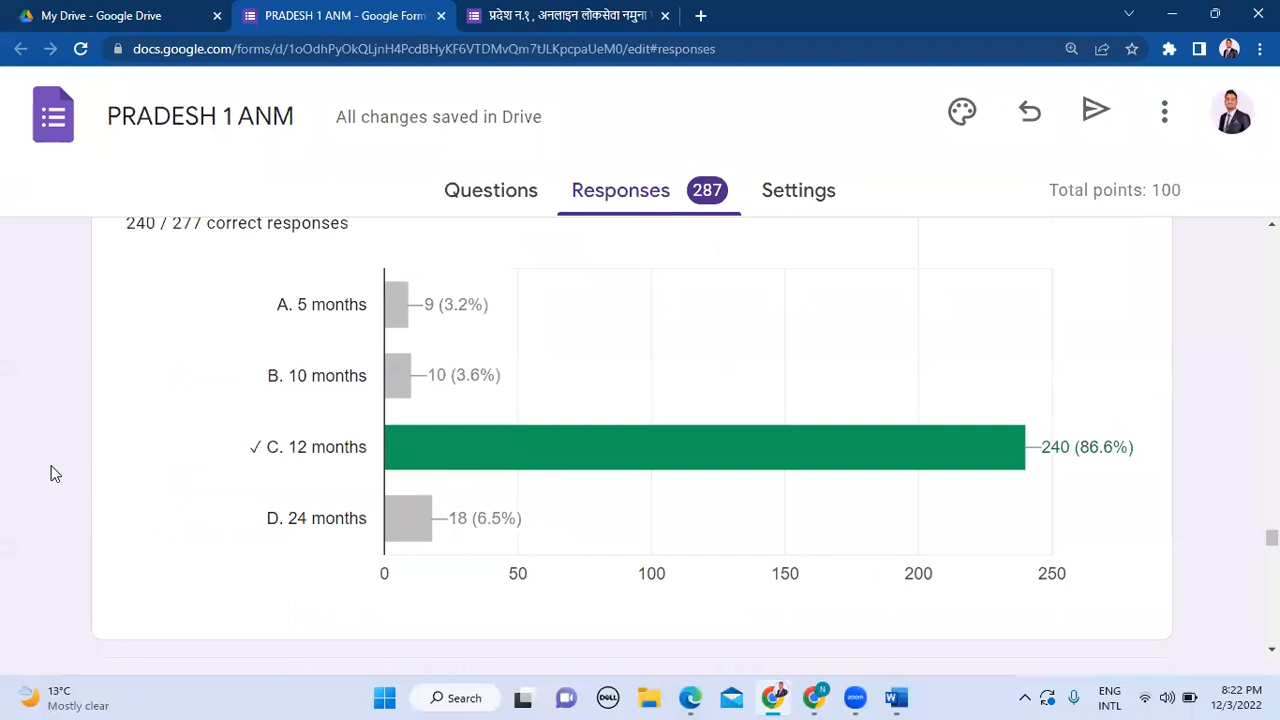 My Drive - Google Drive
PRADESH 1 ANM - Google Form
प्रदेश न.१, अनलाइन लोकसेवा नमुना
docs.google.com/forms/d/1oOdhPyOkQLjnH4PcdBHyKF6VTDMvQm7tJLKpcpaUeM0/edit#responses
PRADESH 1 ANM
All changes saved in Drive
Questions
Responses
287
Settings
Total points: 100
240 / 277 correct responses
A. 5 months
9 (3.2%)
B. 10 months
10 (3.6%)
✓ C. 12 months
240 (86.6%)
D. 24 months
18 (6.5%)
0 50 100 150 200 250
13°C
Mostly clear
Search
DELL
N
zoom
W
ENG
INTL
8:22 PM
12/3/2022